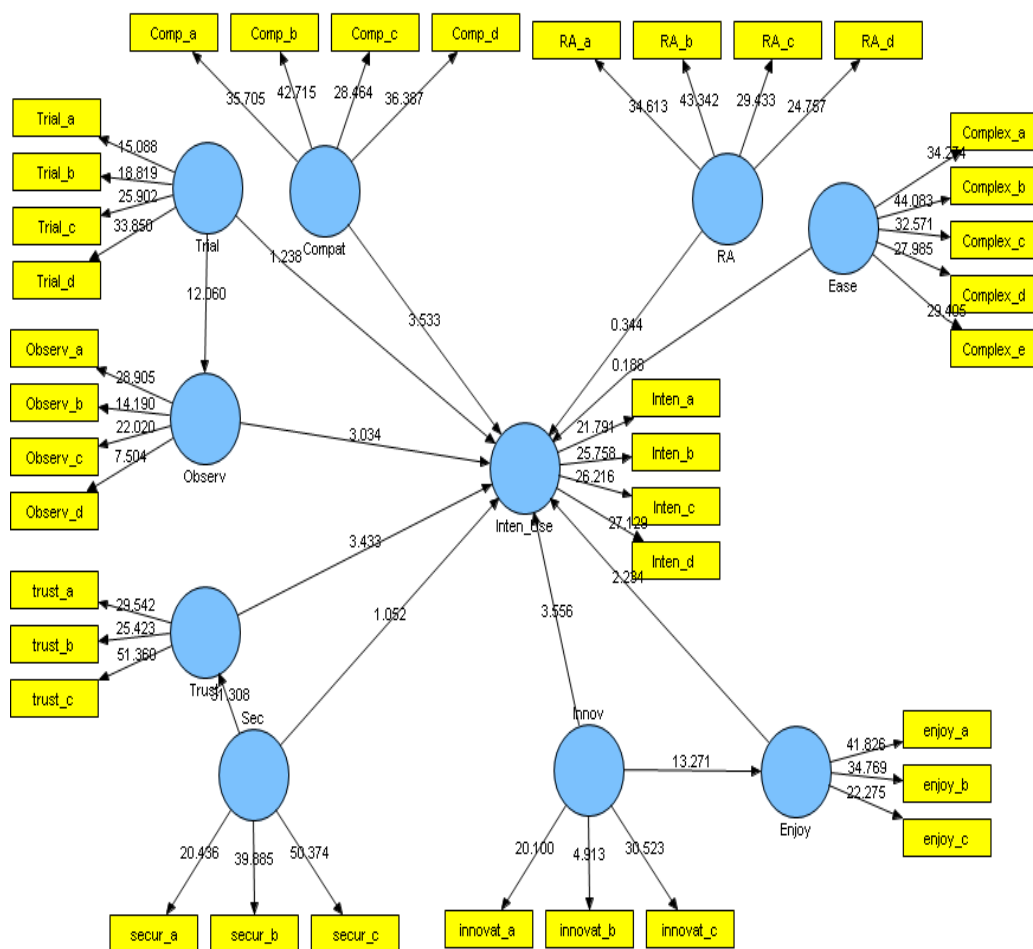 Comp_a
Comp_b
Comp_c
Comp_d
RA_a
RA_b
RA_c
RA_d
35.705
42.715
28.464
36.387
34.613
43.342
29.433
24.757
Trial_a
Trial_b
Trial_c
Trial_d
15.088
18.819
25.902
33.850
Trial
Compat
RA
Ease
Complex_a
Complex_b
Complex_c
Complex_d
Complex_e
34.274
44.083
32.571
27.985
29.405
1.238
12.060
3.533
0.344
0.188
Observ_a
Observ_b
Observ_c
Observ_d
28.905
14.190
22.020
7.504
Observ
3.034
Inten_Use
Inten_a
Inten_b
Inten_c
Inten_d
21.791
25.758
26.216
27.129
trust_a
trust_b
trust_c
29.542
25.423
51.360
Trust
31.308
3.433
1.052
3.556
2.234
Sec
Innov
13.271
Enjoy
enjoy_a
enjoy_b
enjoy_c
41.826
34.769
22.275
20.436
39.885
50.374
20.100
4.913
30.523
secur_a
secur_b
secur_c
innovat_a
innovat_b
innovat_c